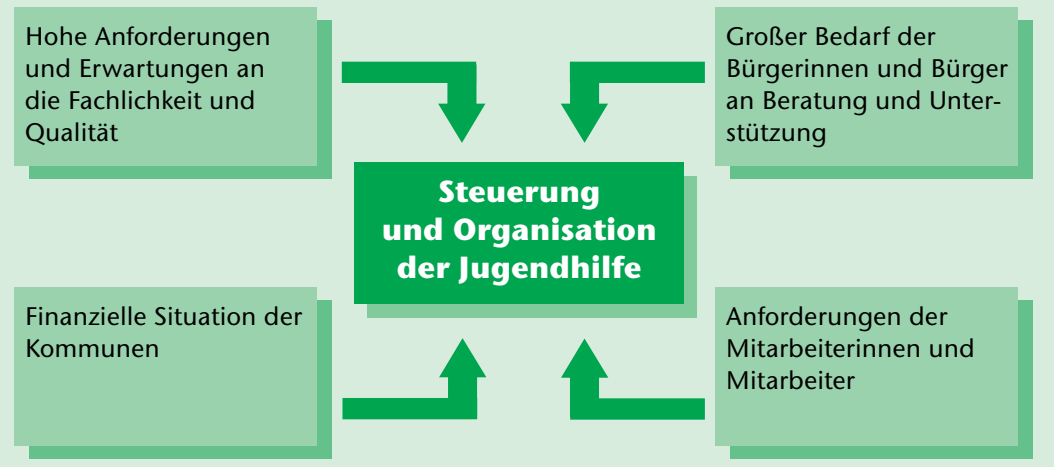 Hohe Anforderungen
und Erwartungen an
die Fachlichkeit und
Qualität
Großer Bedarf der
Bürgerinnen und Bürger
an Beratung und Unter-
stützung
Steuerung
und Organisation
der Jugendhilfe
Finanzielle Situation der
Kommunen
Anforderungen der
Mitarbeiterinnen und
Mitarbeiter